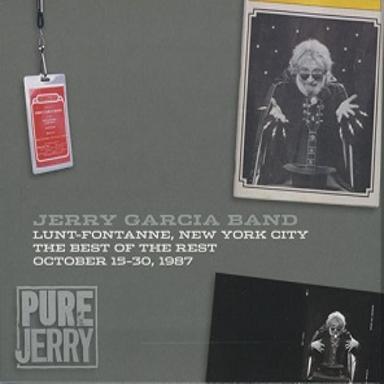 JERRY GARCIA BAND
LUNT-FONTANNE, NEW YORK CITY
THE BEST OF THE REST
OCTOBER 15-30, 1987
PURE
JERRY